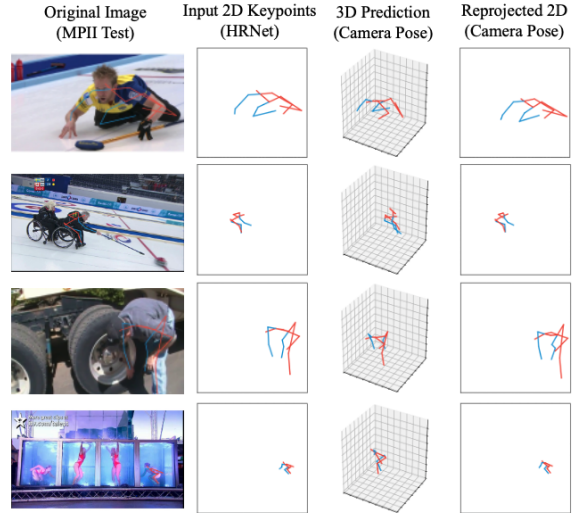 Original Image
(MPII Test)
Input 2D Keypoints
(HRNet)
3D Prediction
(Camera Pose)
Reprojected 2D
(Camera Pose)